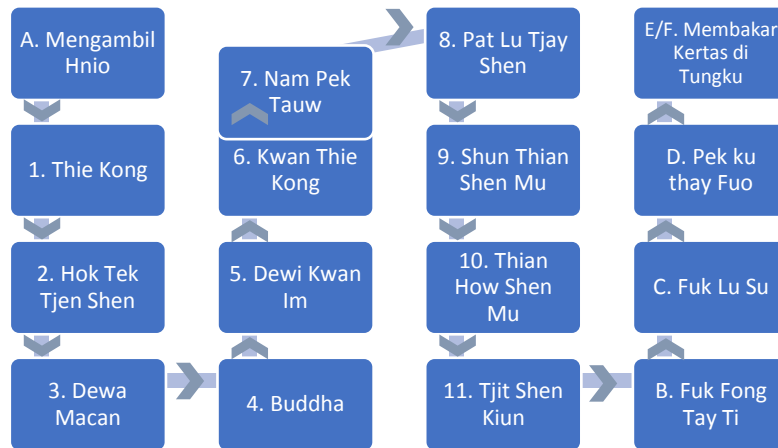 A. Mengambil
Hnio
1. Thie Kong
2. Hok Tek
Tjen Shen
3. Dewa
Macan
4. Buddha
5. Dewi Kwan
Im
6. Kwan Thie
Kong
7. Nam Pek
Tauw
8. Pat Lu Tjay
Shen
9. Shun Thian
Shen Mu
10. Thian
How Shen
Mu
11. Tjit Shen
Kiun
B. Fuk Fong
Tay Ti
C. Fuk Lu Su
D. Pek ku
thay Fuo
E/F. Membakar
Kertas di
Tungku